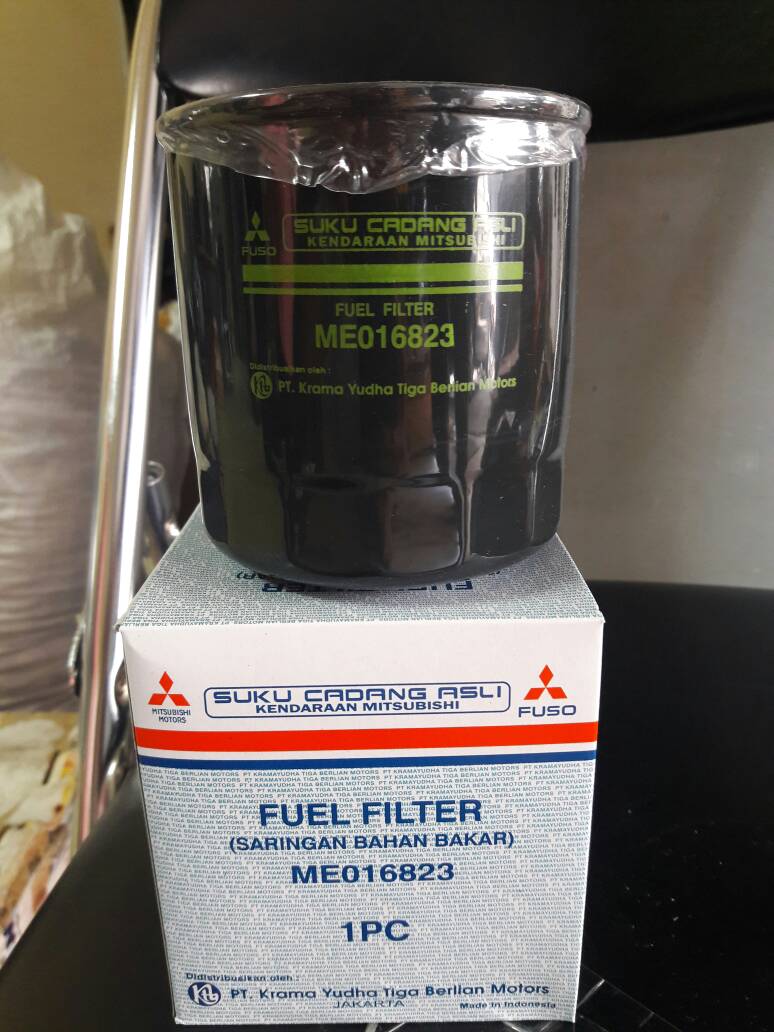 FUSO
SUKU CADANG ASLI
KENDARAAN MITSUBISHI
FUEL FILTER
ME016823
Didistribusikan oleh :
PT. Krama Yudha Tiga Berlian Motors
FUEL FILTER
MITSUBISHI
MOTORS
SUKU CADANG ASLI
KENDARAAN MITSUBISHI
FUSO
FUEL FILTER
(SARINGAN BAHAN BAKAR)
ME016823
1PC
Didistribusikan oleh :
PT. Krama Yudha Tiga Berlian Motors
JAKARTA
Made in Indonesia